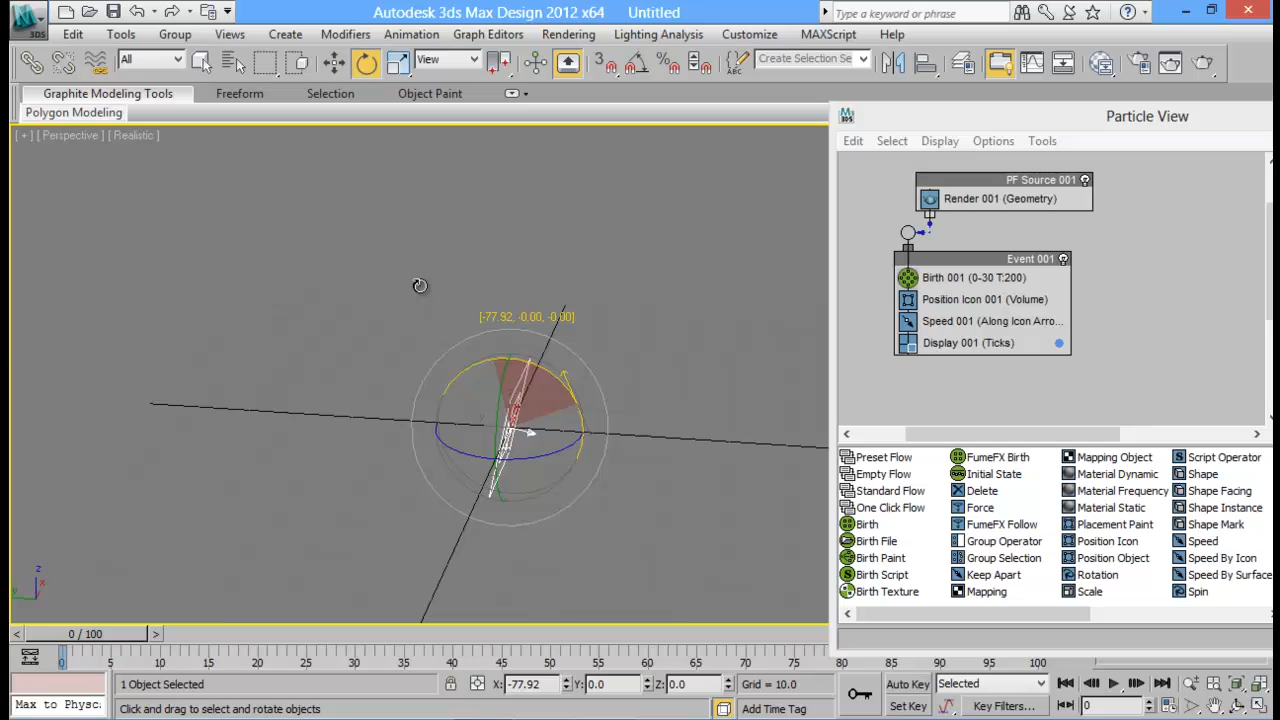 Autodesk 3ds Max Design 2012 x64 Untitled
Type a keyword or phrase
3DS
Edit Tools Group Views Create Modifiers Animation Graph Editors Rendering Lighting Analysis Customize MAXScript Help
All
View
Create Selection Se
Graphite Modeling Tools Freeform Selection Object Paint
Polygon Modeling
[ + ] [ Perspective ] [ Realistic ]
[-77.92, -0.00, -0.00]
Particle View
Edit Select Display Options Tools
PF Source 001
Render 001 (Geometry)
Event 001
Birth 001 (0-30 T:200)
Position Icon 001 (Volume)
Speed 001 (Along Icon Arro...
Display 001 (Ticks)
Preset Flow FumeFX Birth Mapping Object Script Operator
Empty Flow Initial State Material Dynamic Shape
Standard Flow Delete Material Frequency Shape Facing
One Click Flow Force Material Static Shape Instance
Birth FumeFX Follow Placement Paint Shape Mark
Birth File Group Operator Position Icon Speed
Birth Paint Group Selection Position Object Speed By Icon
Birth Script Keep Apart Rotation Speed By Surface
Birth Texture Mapping Scale Spin
z
x
y
< 0 / 100 >
0 5 10 15 20 25 30 35 40 45 50 55 60 65 70 75 80 85 90 95 100
1 Object Selected X: -77.92 Y: 0.0 Z: 0.0 Grid = 10.0 Auto Key Selected
Max to Physc Click and drag to select and rotate objects Add Time Tag Set Key Key Filters... 0